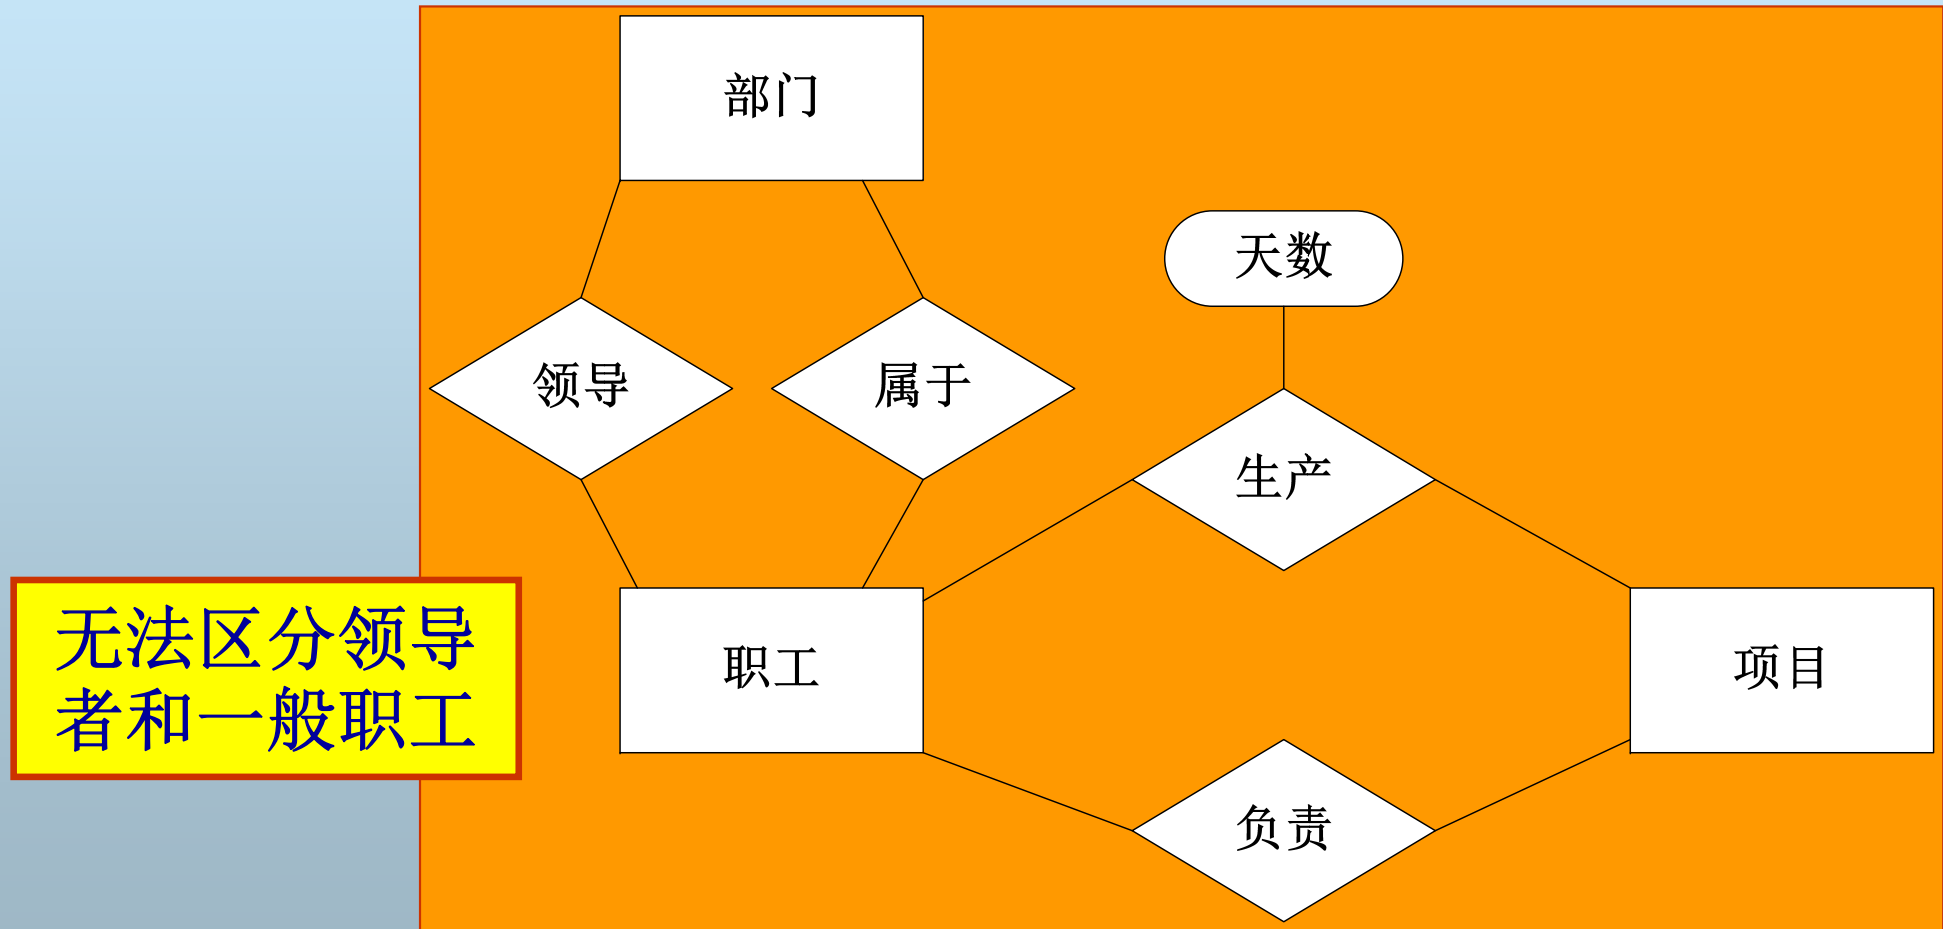 部门
天数
领导
属于
生产
无法区分领导
者和一般职工
职工
项目
负责